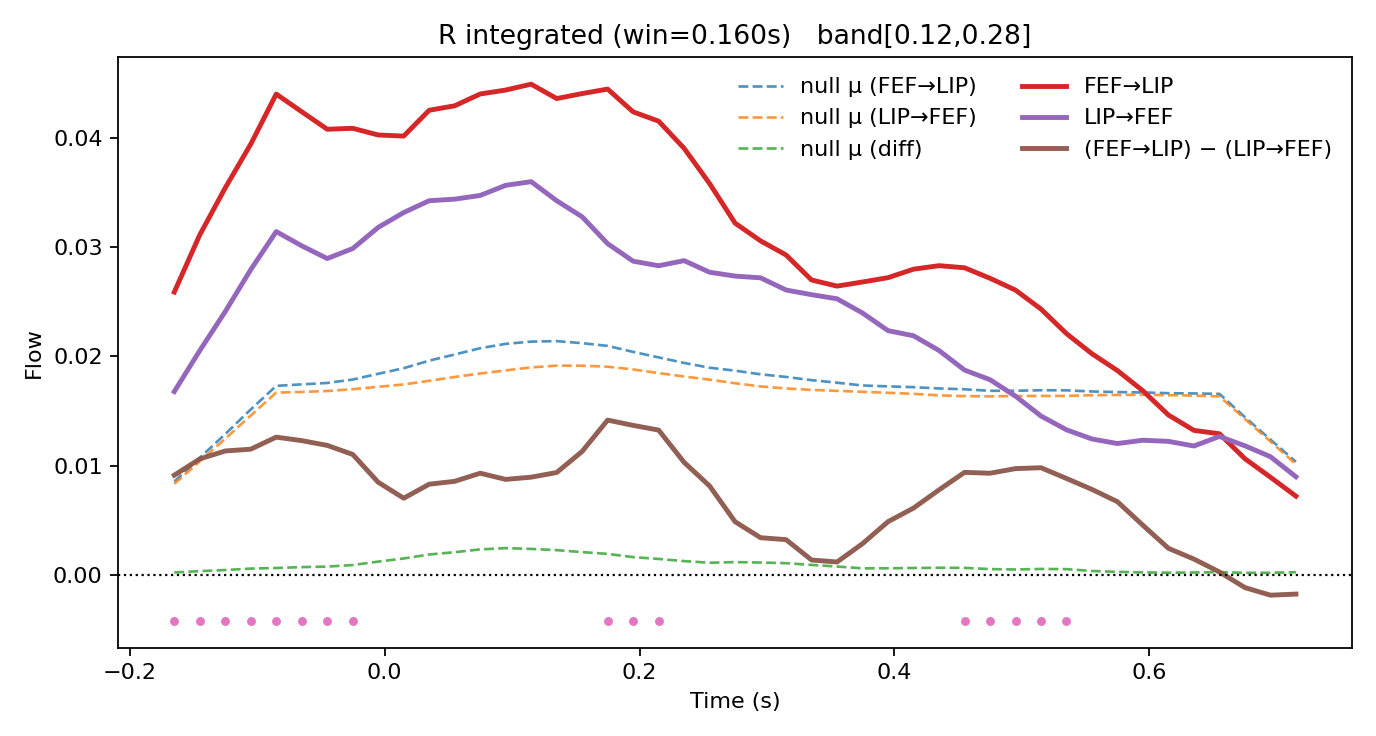 R integrated (win=0.160s)   band[0.12,0.28]
null μ (FEF→LIP)
null μ (LIP→FEF)
null μ (diff)
FEF→LIP
LIP→FEF
(FEF→LIP) − (LIP→FEF)
Flow
0.04
0.03
0.02
0.01
0.00
−0.2
0.0
0.2
0.4
0.6
Time (s)